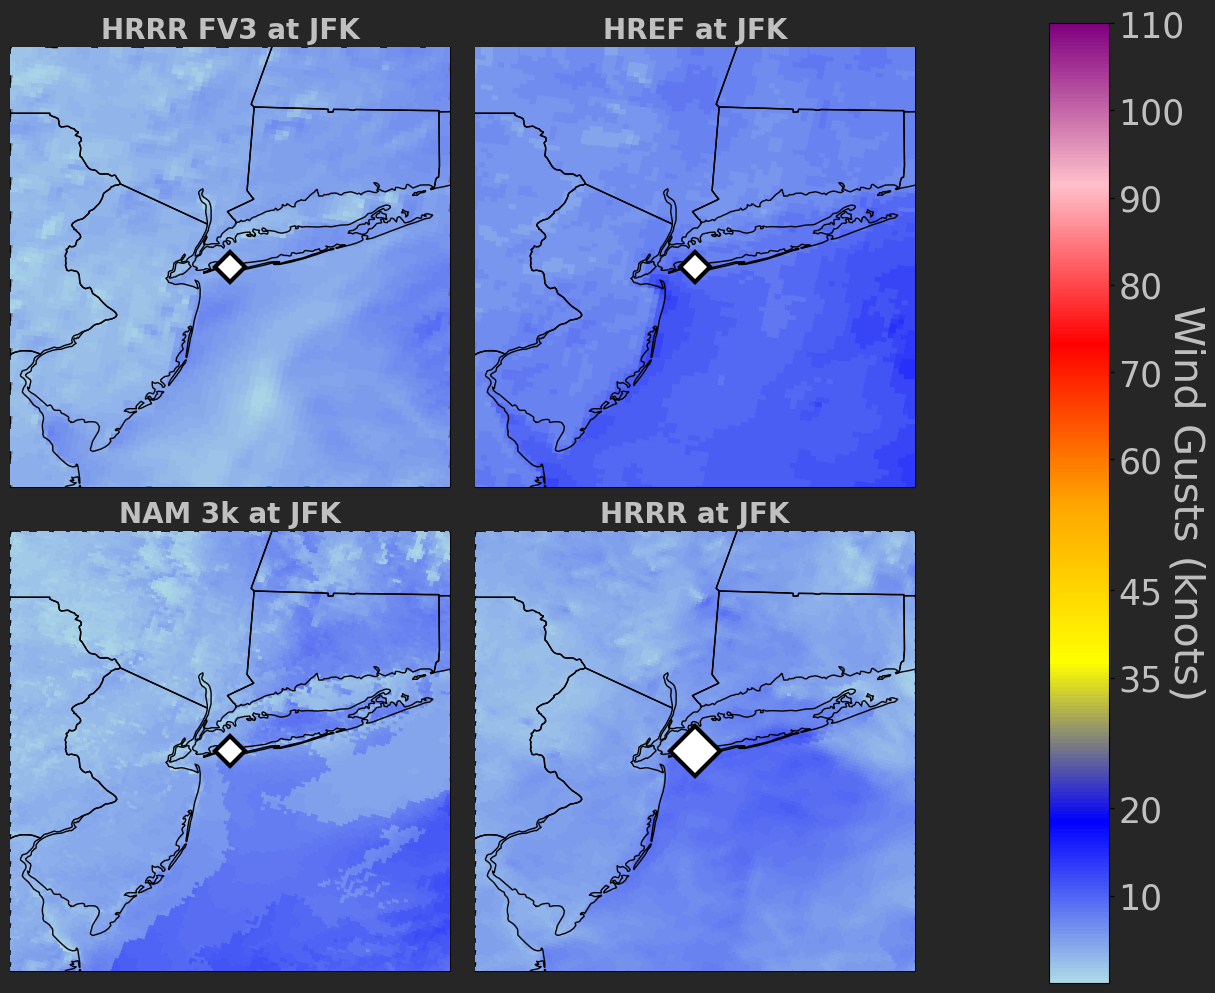 HRRR FV3 at JFK
HREF at JFK
NAM 3k at JFK
HRRR at JFK
110
100
90
80
70
60
45
35
20
10
Wind Gusts (knots)